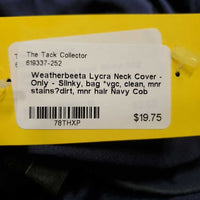 The Tack Collector
619337-252
Weatherbeeta Lycra Neck Cover -
Only - Slinky, bag *vgc, clean, mnr
stains?dirt, mnr hair Navy Cob
78THXP
$19.75